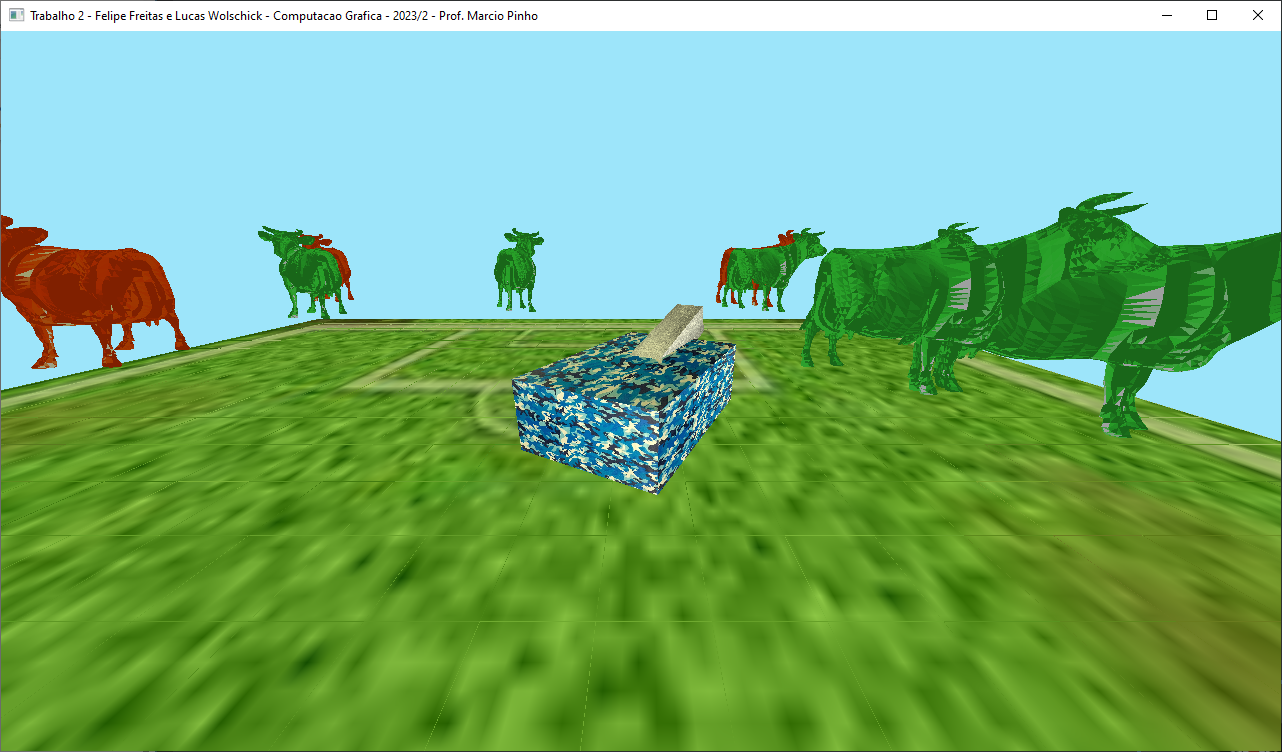 Trabalho 2 - Felipe Freitas e Lucas Wolschick - Computacao Grafica - 2023/2 - Prof. Marcio Pinho